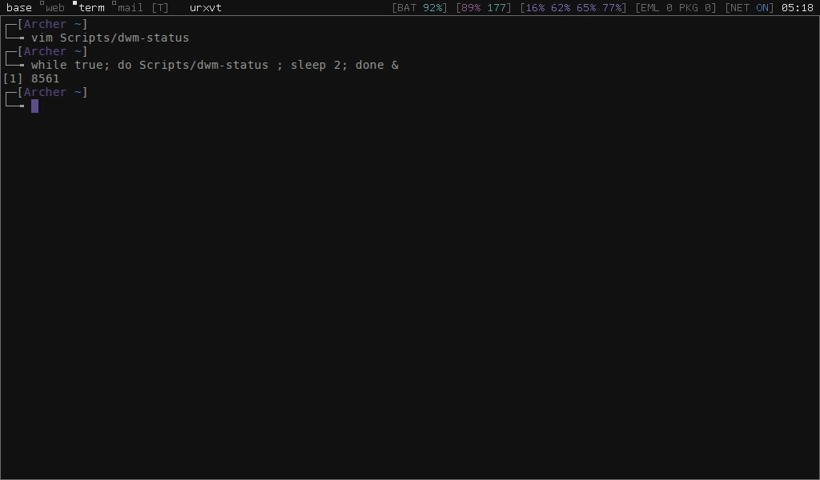 base web term mail [T] urxvt [BAT 92%] [89% 177] [16% 62% 65% 77%] [EML 0 PKG 0] [NET ON] 05:18
┌─[Archer ~]
└─╼ vim Scripts/dwm-status
┌─[Archer ~]
└─╼ while true; do Scripts/dwm-status ; sleep 2; done &
[1] 8561
┌─[Archer ~]
└─╼